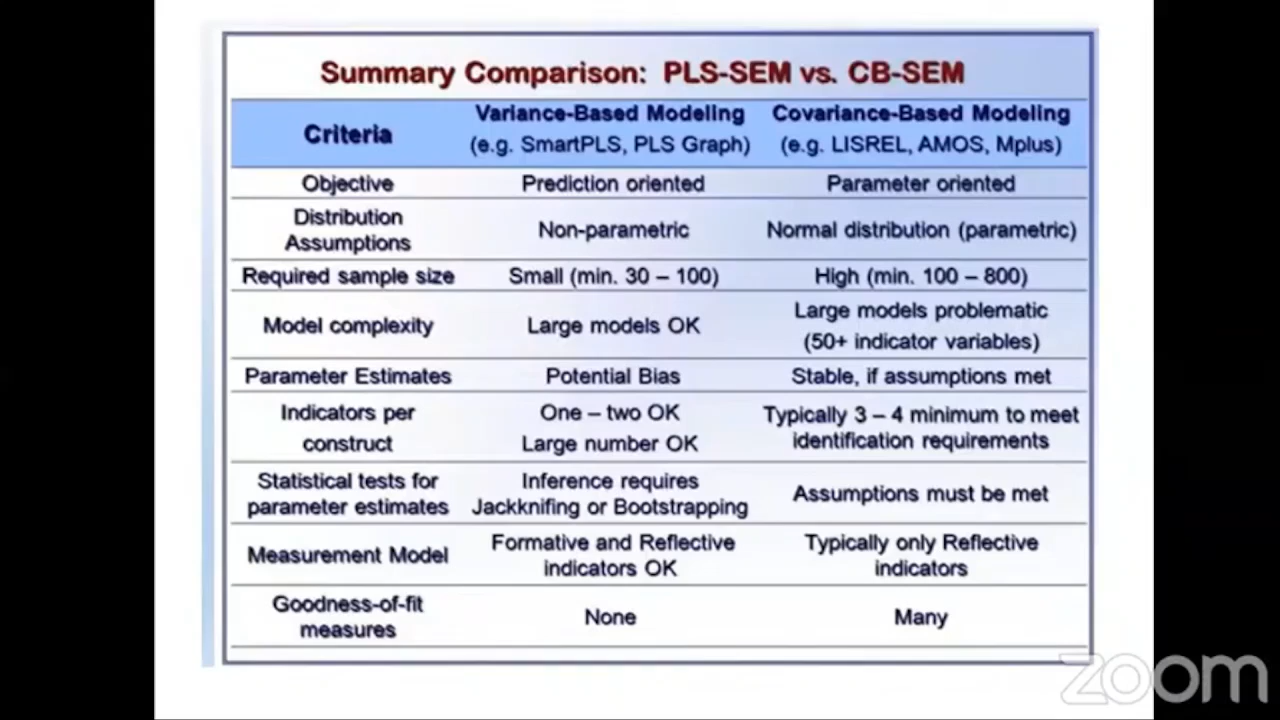 Summary Comparison: PLS-SEM vs. CB-SEM
Criteria
Variance-Based Modeling
(e.g. SmartPLS, PLS Graph)
Covariance-Based Modeling
(e.g. LISREL, AMOS, Mplus)
Objective
Prediction oriented
Parameter oriented
Distribution
Assumptions
Non-parametric
Normal distribution (parametric)
Required sample size
Small (min. 30 – 100)
High (min. 100 – 800)
Model complexity
Large models OK
Large models problematic
(50+ indicator variables)
Parameter Estimates
Potential Bias
Stable, if assumptions met
Indicators per
construct
One – two OK
Large number OK
Typically 3 – 4 minimum to meet
identification requirements
Statistical tests for
parameter estimates
Inference requires
Jackknifing or Bootstrapping
Assumptions must be met
Measurement Model
Formative and Reflective
indicators OK
Typically only Reflective
indicators
Goodness-of-fit
measures
None
Many
zoom